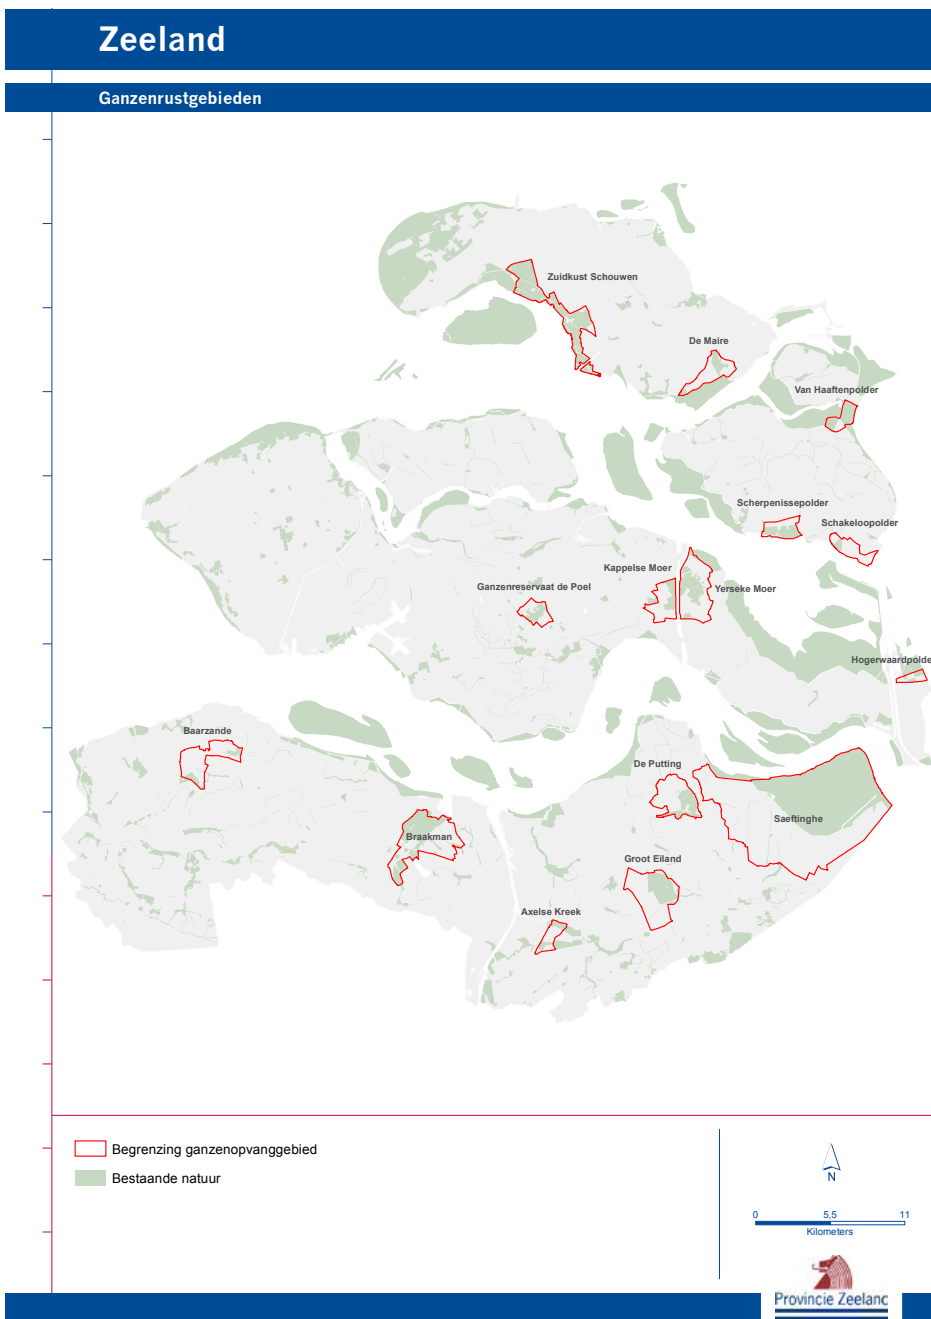 Zeeland
Ganzenrustgebieden
Zuidkust Schouwen
De Maire
Van Haaftenpolder
Scherpenissepolder
Schakeloopolder
Kappelse Moer
Ganzenreservaat de Poel
Yerseke Moer
Hogerwaardpolde
Baarzande
De Putting
Saeftinghe
Braakman
Groot Eiland
Axelse Kreek
Begrenzing ganzenopvanggebied
Bestaande natuur
N
0 5,5 11
Kilometers
Provincie Zeeland